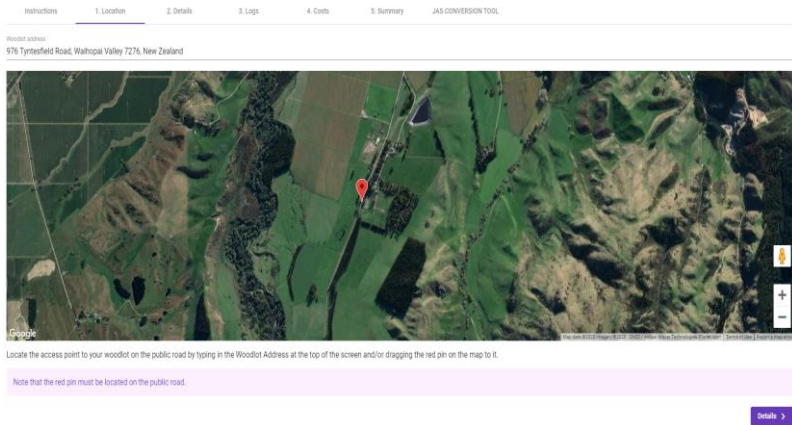 Instructions
1. Location
2. Details
3. Logs
4. Costs
5. Summary
JAS CONVERSION TOOL
Woodlot address
976 Tyntesfield Road, Waihopai Valley 7276, New Zealand
Google
Locate the access point to your woodlot on the public road by typing in the Woodlot Address at the top of the screen and/or dragging the red pin on the map to it.
Note that the red pin must be located on the public road.
Details